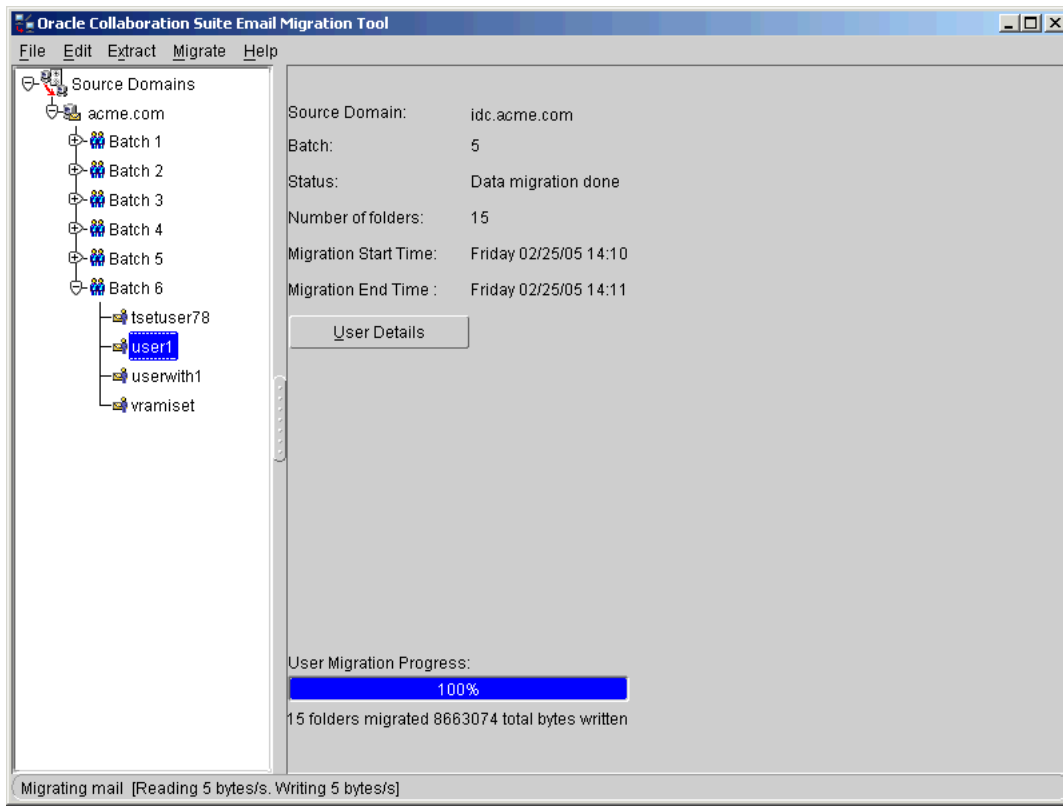 Oracle Collaboration Suite Email Migration Tool
File Edit Extract Migrate Help
Source Domains
acme.com
Batch 1
Batch 2
Batch 3
Batch 4
Batch 5
Batch 6
tsetuser78
user1
userwith1
vramiset
Source Domain: idc.acme.com
Batch: 5
Status: Data migration done
Number of folders: 15
Migration Start Time: Friday 02/25/05 14:10
Migration End Time : Friday 02/25/05 14:11
User Details
User Migration Progress:
100%
15 folders migrated 8663074 total bytes written
Migrating mail [Reading 5 bytes/s. Writing 5 bytes/s]